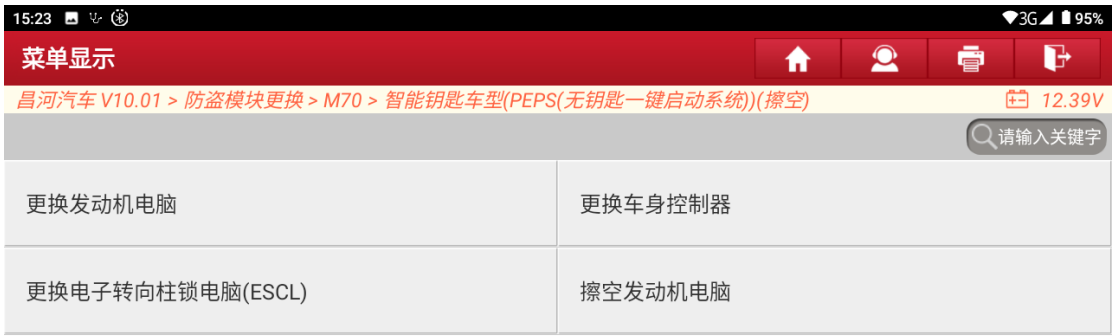 15:23 3G 95%
菜单显示
昌河汽车 V10.01 > 防盗模块更换 > M70 > 智能钥匙车型(PEPS(无钥匙一键启动系统))(擦空) 12.39V
请输入关键字
更换发动机电脑 更换车身控制器
更换电子转向柱锁电脑(ESCL) 擦空发动机电脑